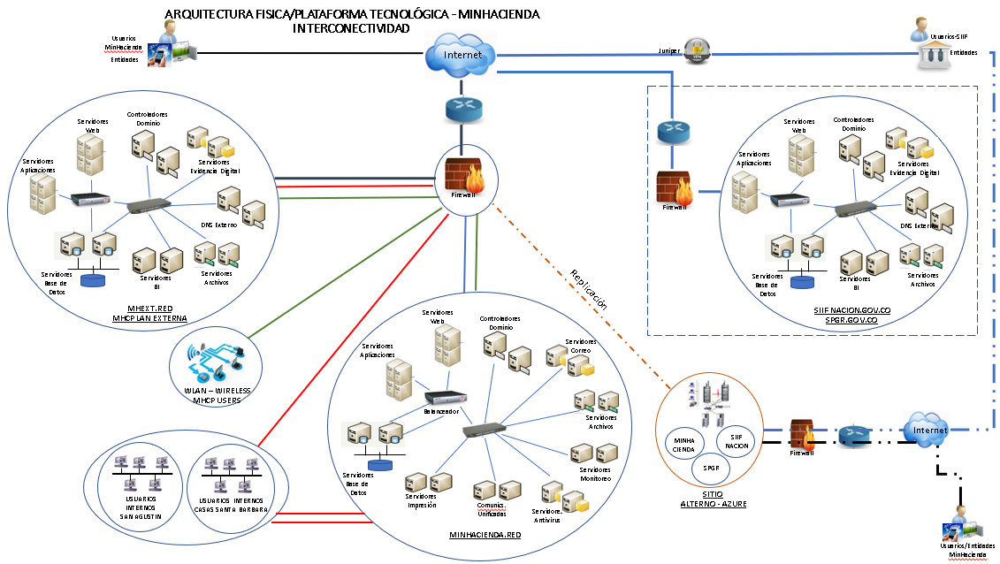 ARQUITECTURA FISICA/PLATAFORMA TECNOLÓGICA - MINHACIENDA
INTERCONECTIVIDAD
Usuarios
MinHacienda
Entidades
Internet
Juniper
VPN
Usuarios-SIIF
Entidades
Firewall
Servidores
Web
Controladores
Dominio
Servidores
Aplicaciones
Servidores
Evidencia Digital
DNS Externo
Servidores
Base de
Datos
Servidores
BI
Servidores
Archivos
MHEXT.RED
MHCP LAN EXTERNA
Firewall
Servidores
Web
Controladores
Dominio
Servidores
Aplicaciones
Servidores
Evidencia Digital
DNS Externo
Servidores
Base de
Datos
Servidores
BI
Servidores
Archivos
SIIFNACION.GOV.CO
SPGR.GOV.CO
Replicación
WLAN – WIRELESS
MHCP USERS
Servidores
Web
Controladores
Dominio
Servidores
Aplicaciones
Servidores
Correo
Balanceador
Servidores
Archivos
Servidores
Monitoreo
Servidores
Base de
Datos
Servidores
Impresión
Comunics.
Unificadas
Servidore.
Antivirus
MINHACIENDA.RED
USUARIOS
INTERNOS
SAN AGUSTIN
USUARIOS INTERNOS
CASAS SANTA BARBARA
MINHA
CIENDA
SIIF
NACION
SPGR
SITIO
ALTERNO - AZURE
Firewall
Internet
Usuarios/Entidades
MinHacienda